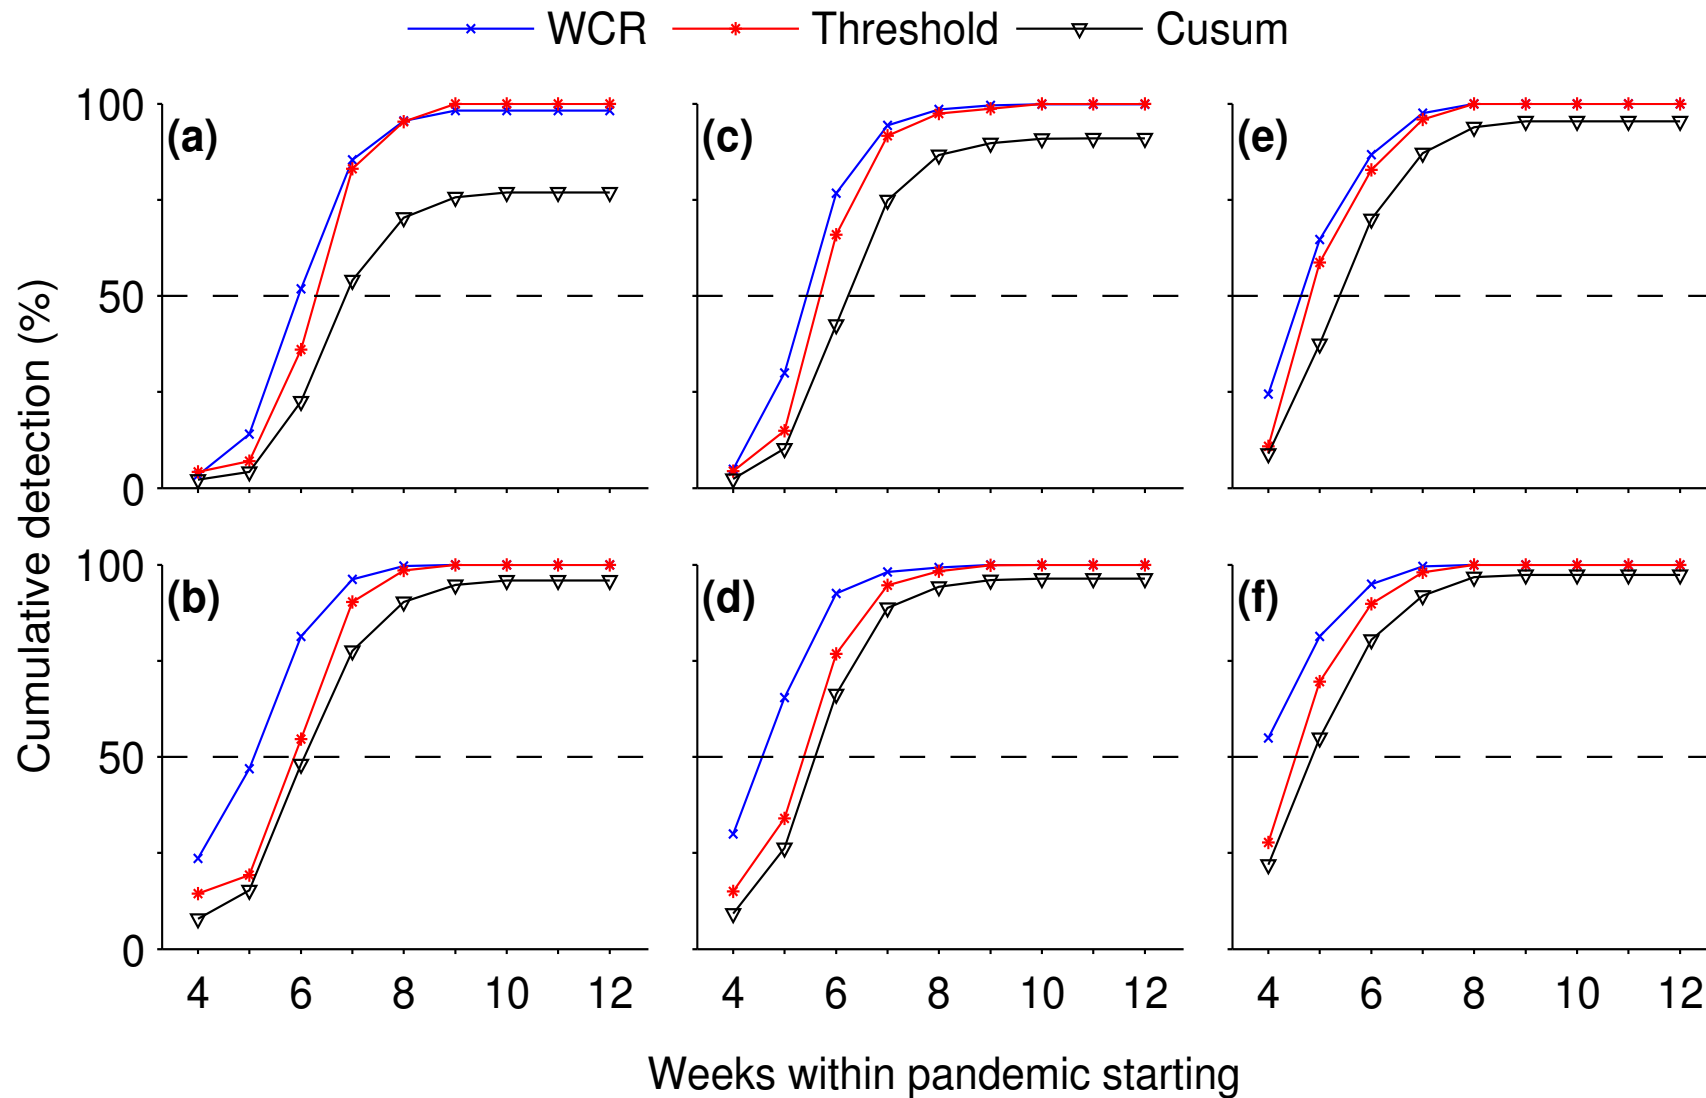 WCR Threshold Cusum
100 (a) (c) (e)
50
0
100 (b) (d) (f)
50
0
4 6 8 10 12 4 6 8 10 12 4 6 8 10 12
Cumulative detection (%)
Weeks within pandemic starting